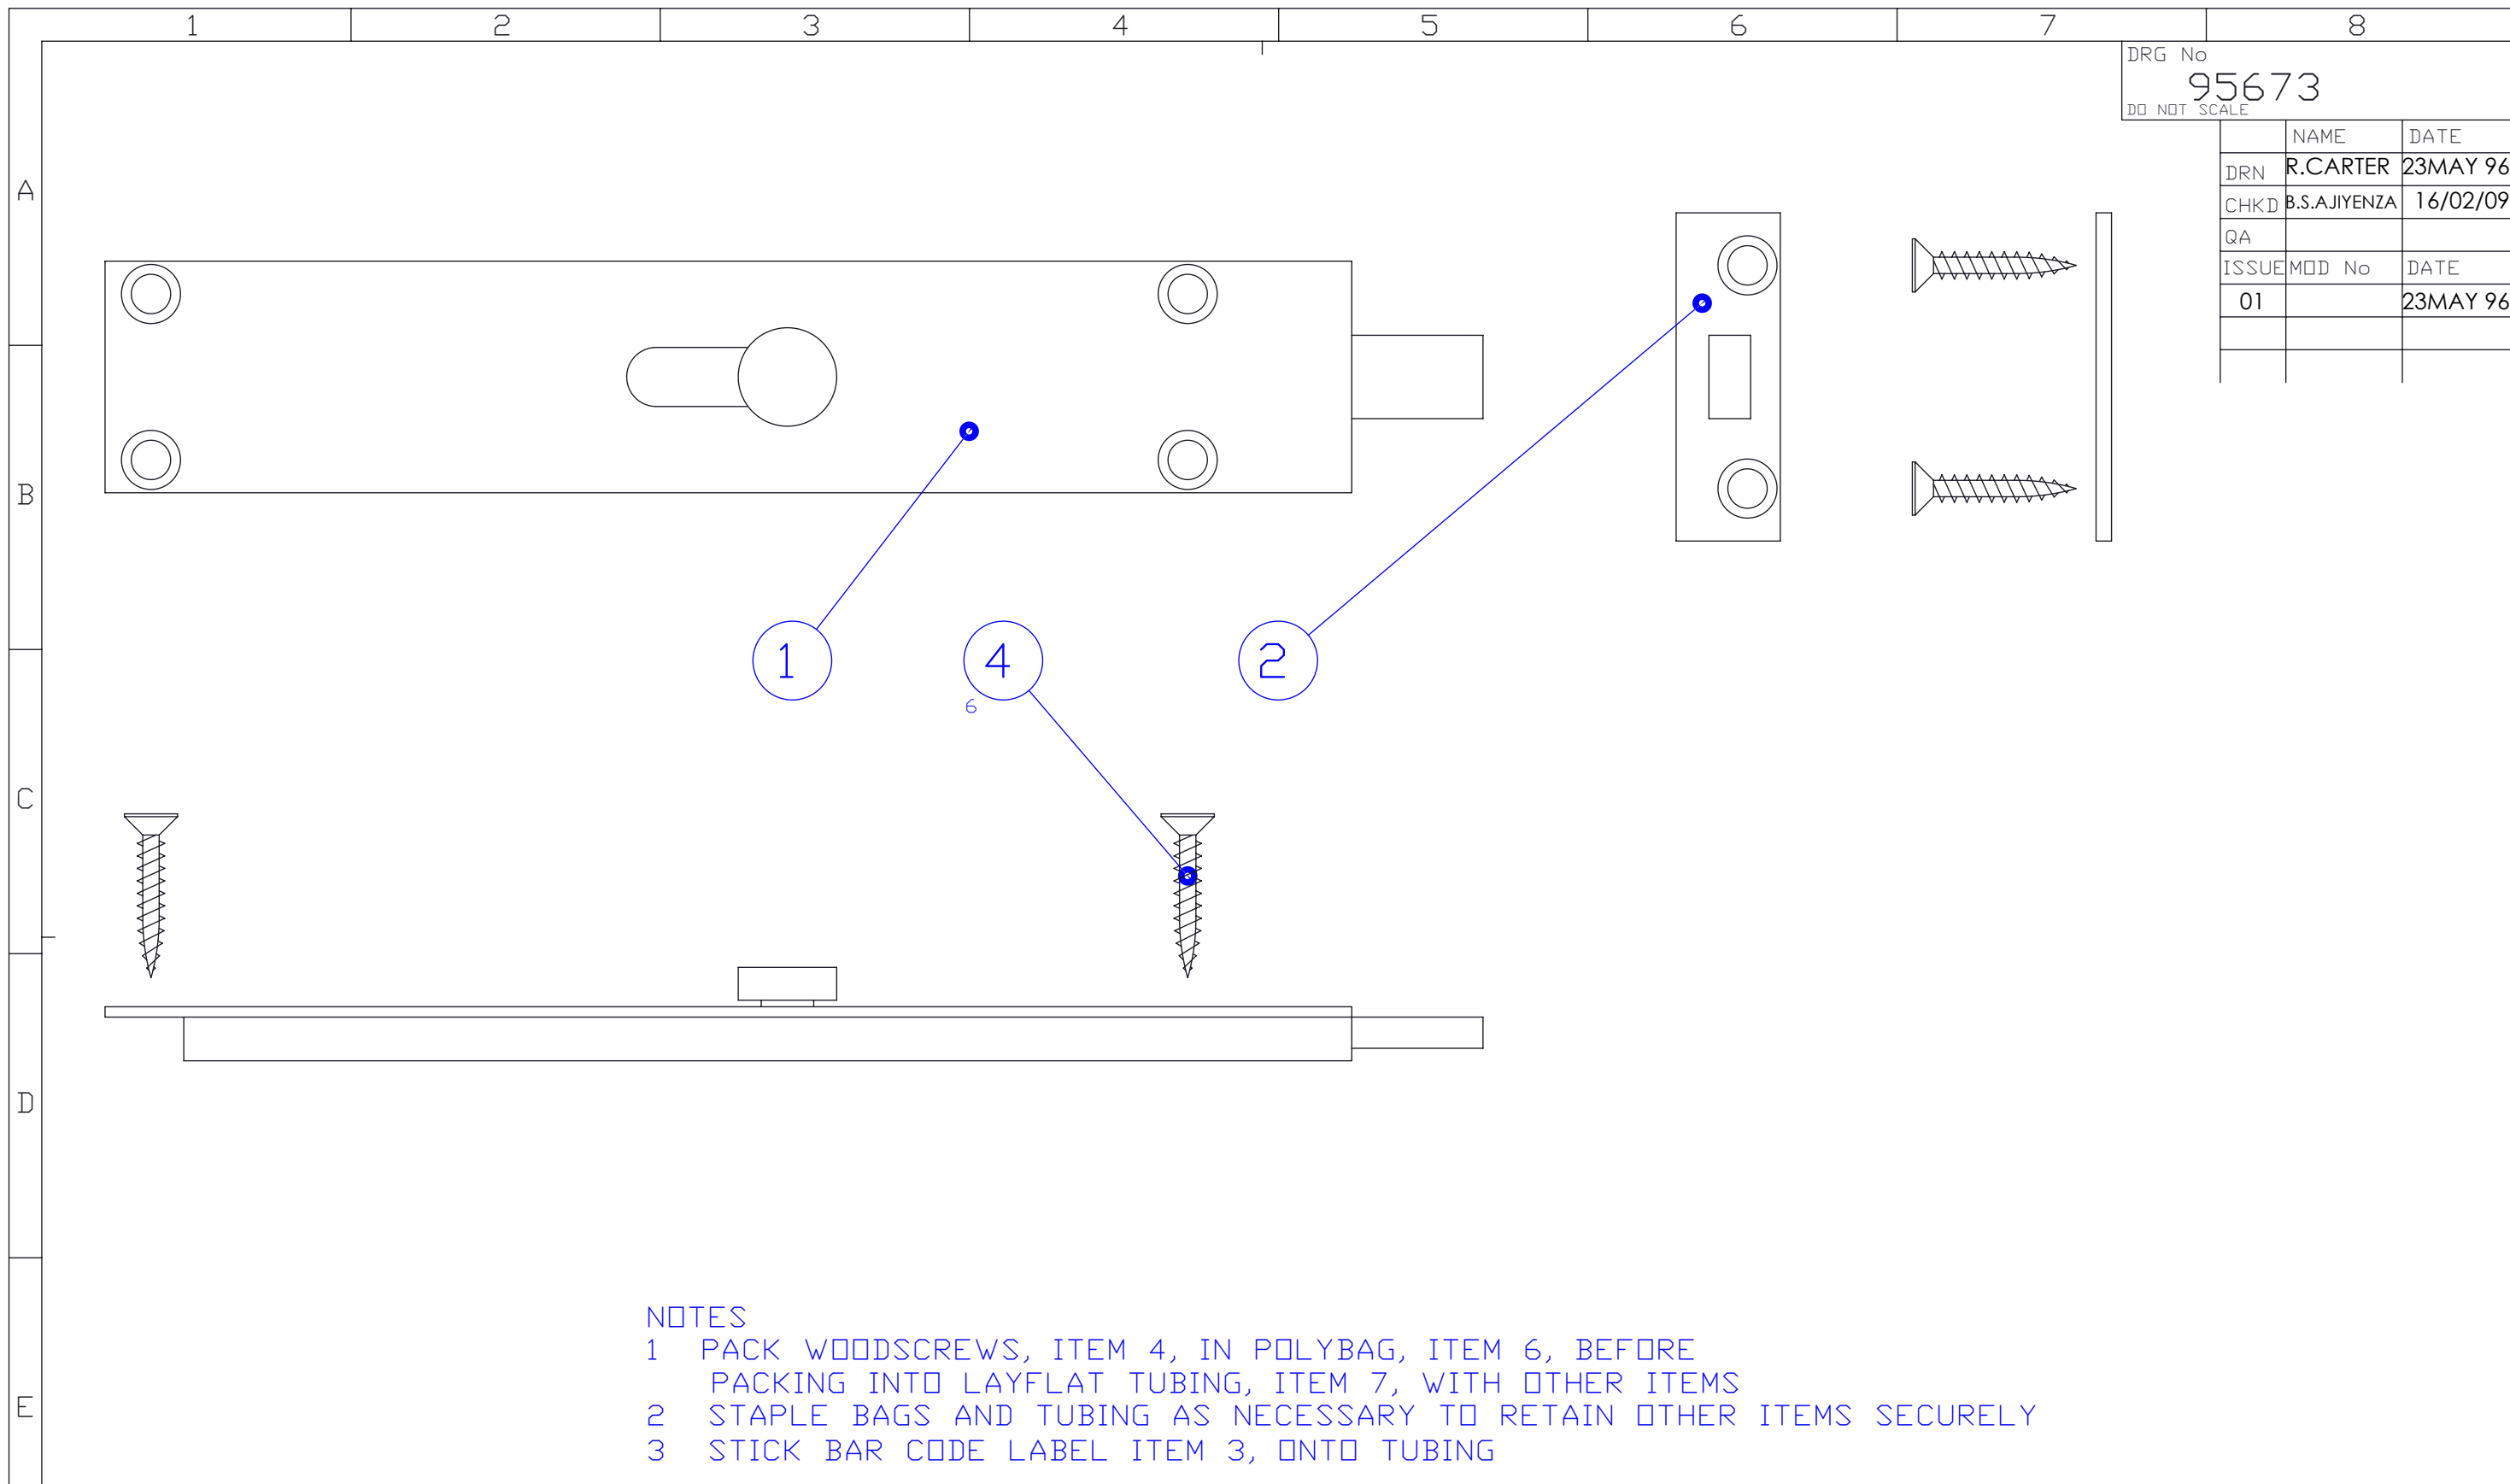 1 2 3 4 5 6 7 8
DRG No
95673
DO NOT SCALE
NAME DATE
DRN R.CARTER 23MAY 96
CHKD B.S.AJIYENZA 16/02/09
QA
ISSUE MOD No DATE
01 23MAY 96
A
B
1 4 2
6
C
D
E
NOTES
1 PACK WOODSCREWS, ITEM 4, IN POLYBAG, ITEM 6, BEFORE
PACKING INTO LAYFLAT TUBING, ITEM 7, WITH OTHER ITEMS
2 STAPLE BAGS AND TUBING AS NECESSARY TO RETAIN OTHER ITEMS SECURELY
3 STICK BAR CODE LABEL ITEM 3, ONTO TUBING